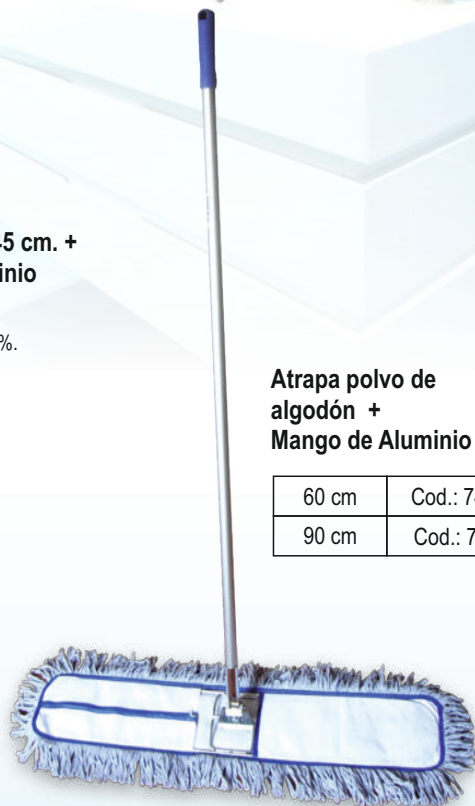 5 cm. +
inio
%.
Atrapa polvo de
algodón +
Mango de Aluminio
60 cm Cod.: 7
90 cm Cod.: 7